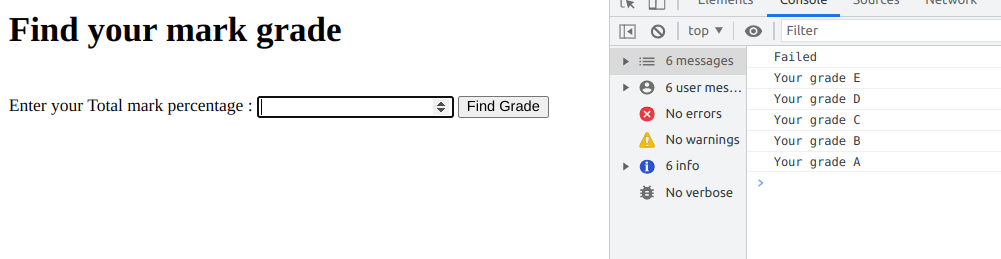 Find your mark grade
Enter your Total mark percentage :
Find Grade
Elements Console Sources Network
top ▼
Filter
6 messages
6 user mes...
No errors
No warnings
6 info
No verbose
Failed
Your grade E
Your grade D
Your grade C
Your grade B
Your grade A